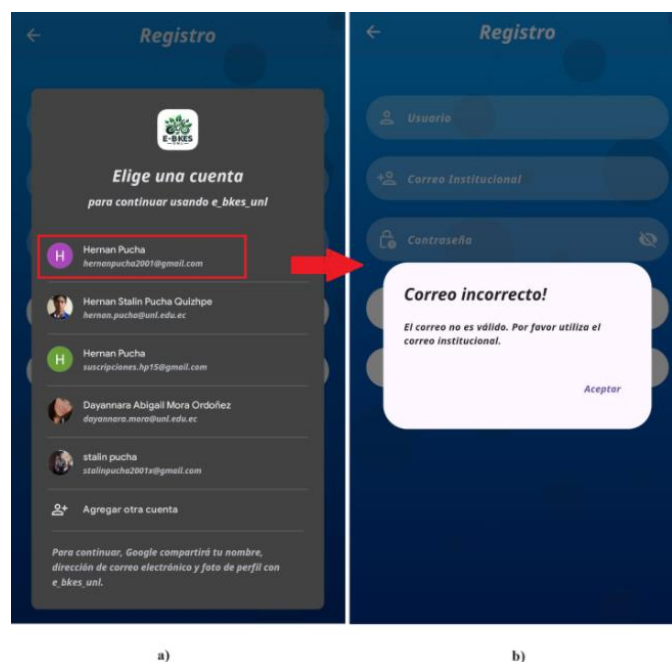 Registro
E-BKES
Elige una cuenta
para continuar usando e_bkes_unl
H
Hernan Pucha
hernanpucha2001@gmail.com
Hernan Stalin Pucha Quizhpe
hernan.pucha@unl.edu.ec
H
Hernan Pucha
suscripciones.hp15@gmail.com
Dayannara Abigail Mora Ordoñez
dayannara.mora@unl.edu.ec
stalin pucha
stalinpucha2001x@gmail.com
Agregar otra cuenta
Para continuar, Google compartirá tu nombre,
dirección de correo electrónico y foto de perfil con
e_bkes_unl.
a)
Registro
Usuario
Correo Institucional
Contraseña
Correo incorrecto!
El correo no es válido. Por favor utiliza el
correo institucional.
Aceptar
b)